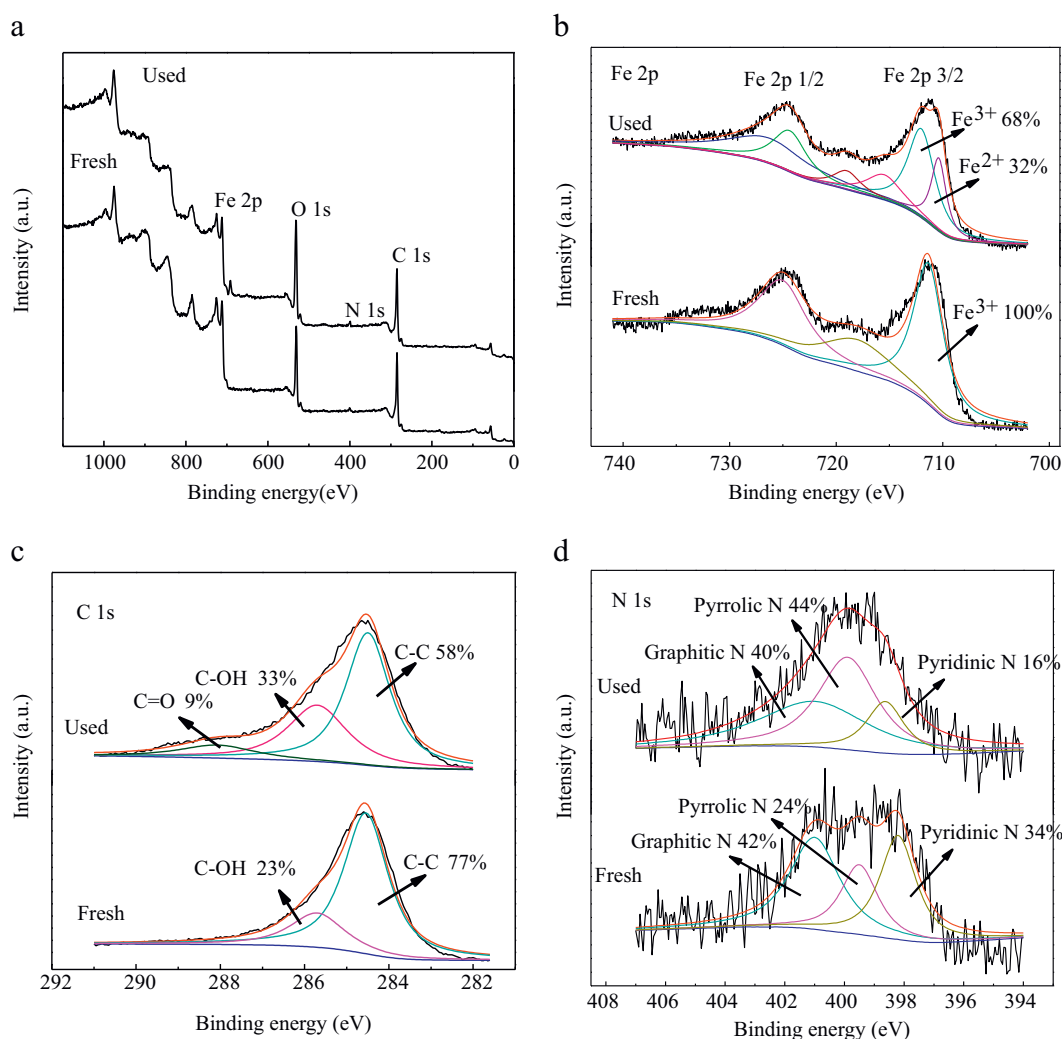 a
Used
Fresh
Fe 2p
O 1s
C 1s
N 1s
Intensity (a.u.)
1000 800 600 400 200 0
Binding energy(eV)
b
Fe 2p
Fe 2p 1/2 Fe 2p 3/2
Used
Fe3+ 68%
Fe2+ 32%
Fresh
Fe3+ 100%
Intensity (a.u.)
740 730 720 710 700
Binding energy (eV)
c
C 1s
C-C 58%
C-OH 33%
C=O 9%
Used
C-OH 23%
C-C 77%
Fresh
Intensity (a.u.)
292 290 288 286 284 282
Binding energy (eV)
d
N 1s
Pyrrolic N 44%
Graphitic N 40%
Pyridinic N 16%
Used
Pyrrolic N 24%
Graphitic N 42%
Pyridinic N 34%
Fresh
Intensity (a.u.)
408 406 404 402 400 398 396 394
Binding energy (eV)